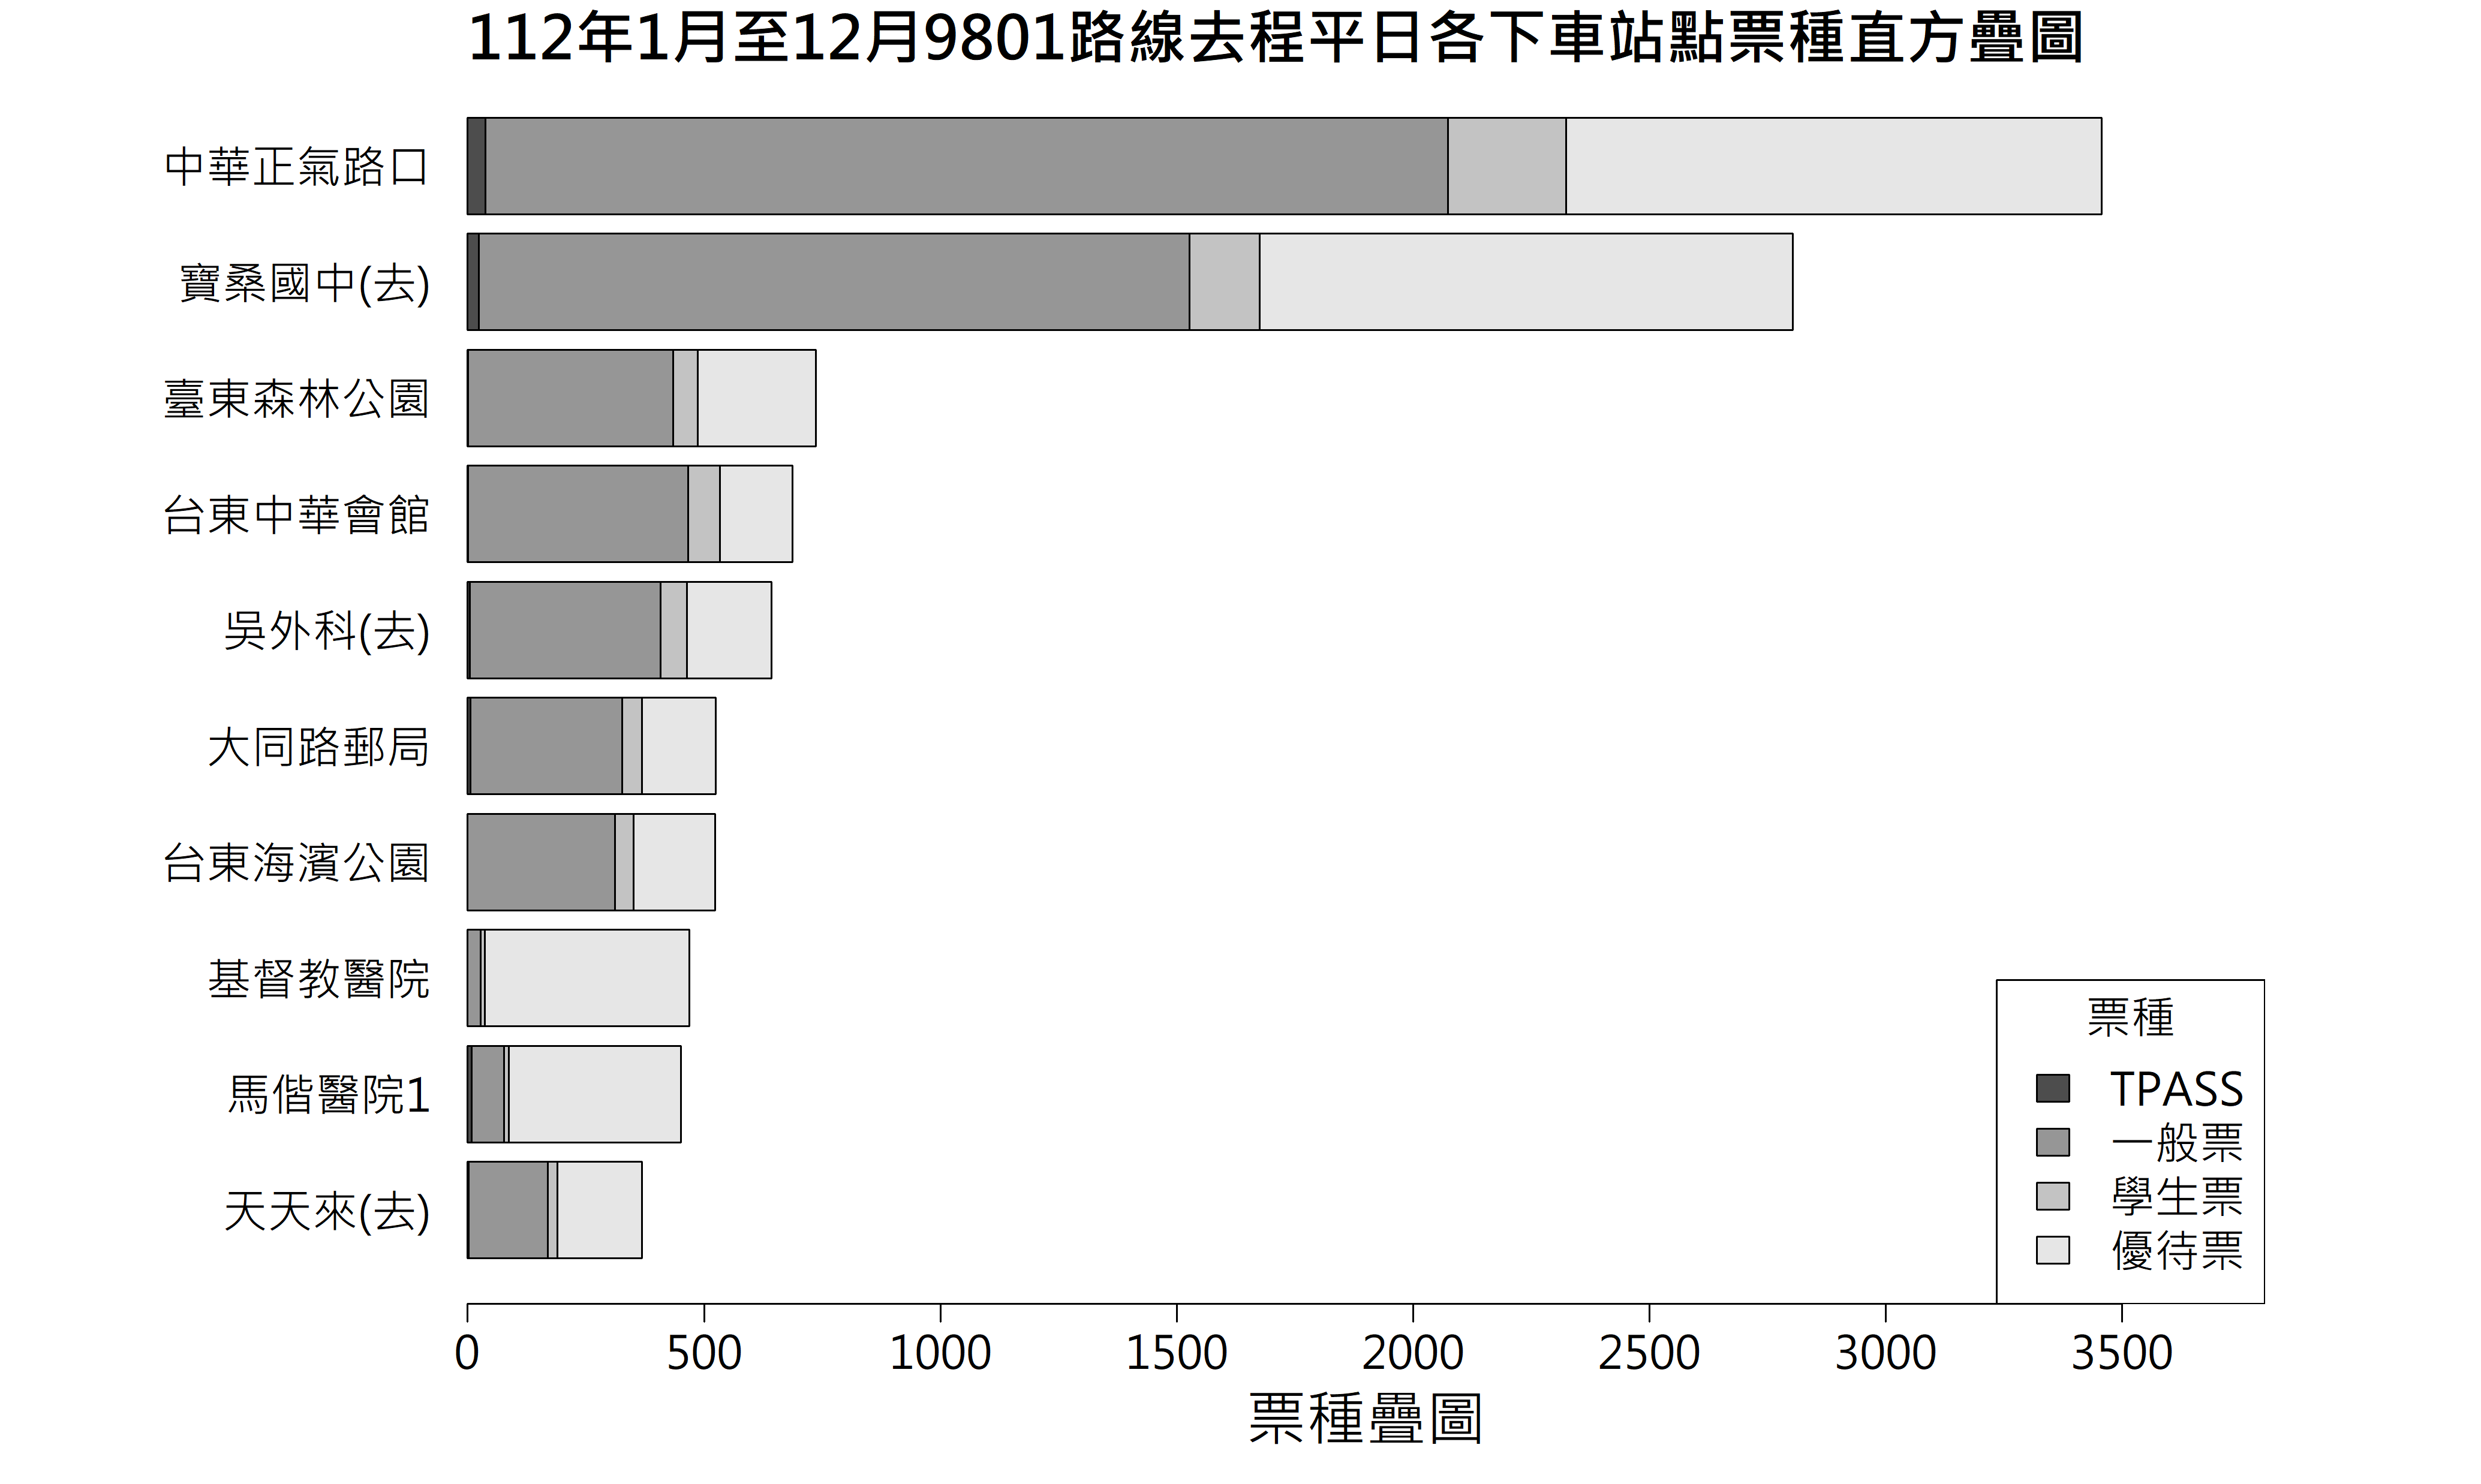 112年1月至12月9801路線去程平日各下車站點票種直方疊圖
中華正氣路口
寶桑國中(去)
臺東森林公園
台東中華會館
吳外科(去)
大同路郵局
台東海濱公園
基督教醫院
馬偕醫院1
天天來(去)
票種
TPASS
一般票
學生票
優待票
0 500 1000 1500 2000 2500 3000 3500
票種疊圖